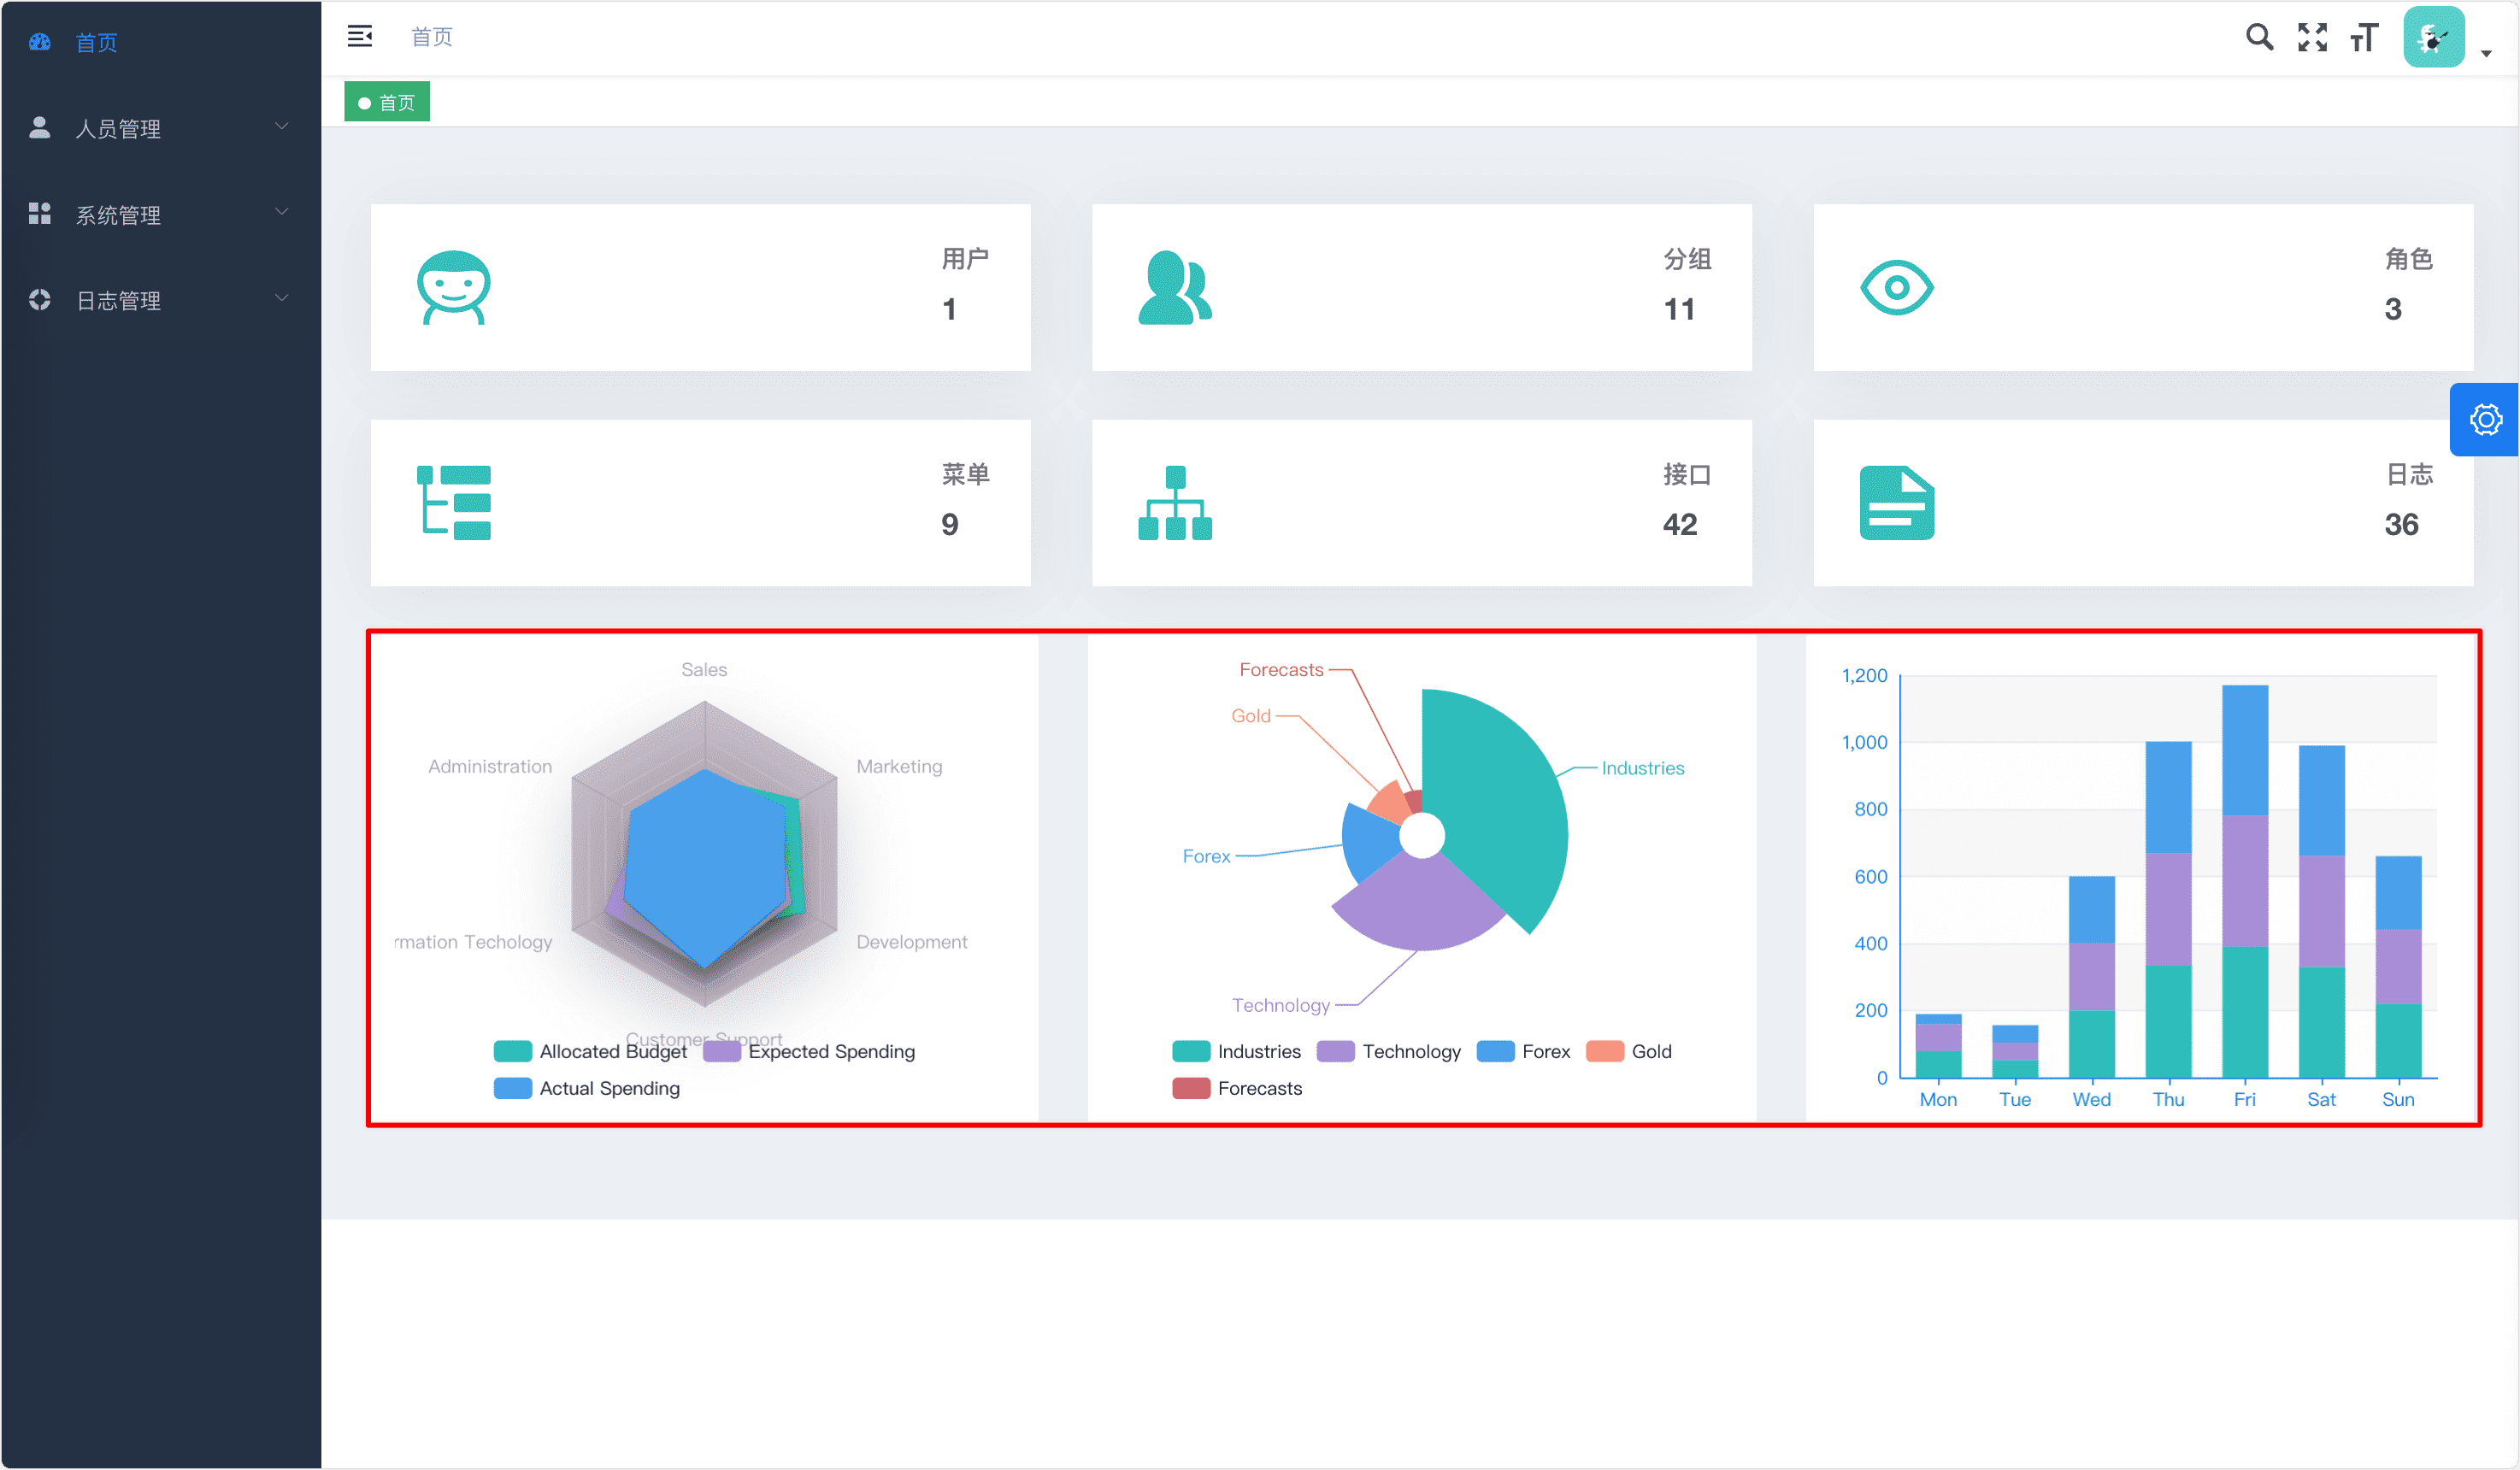 首页
人员管理
系统管理
日志管理
首页
首页
用户
1
分组
11
角色
3
菜单
9
接口
42
日志
36
Sales
Administration
Marketing
rmation Techology
Development
Customer Support
Allocated Budget
Expected Spending
Actual Spending
Forecasts
Gold
Industries
Forex
Technology
Industries
Technology
Forex
Gold
Forecasts
1,200
1,000
800
600
400
200
0
Mon Tue Wed Thu Fri Sat Sun